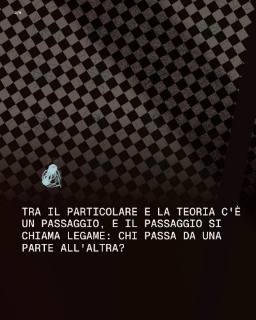 TRA IL PARTICOLARE E LA TEORIA C'È
UN PASSAGGIO, E IL PASSAGGIO SI
CHIAMA LEGAME: CHI PASSA DA UNA
PARTE ALL'ALTRA?